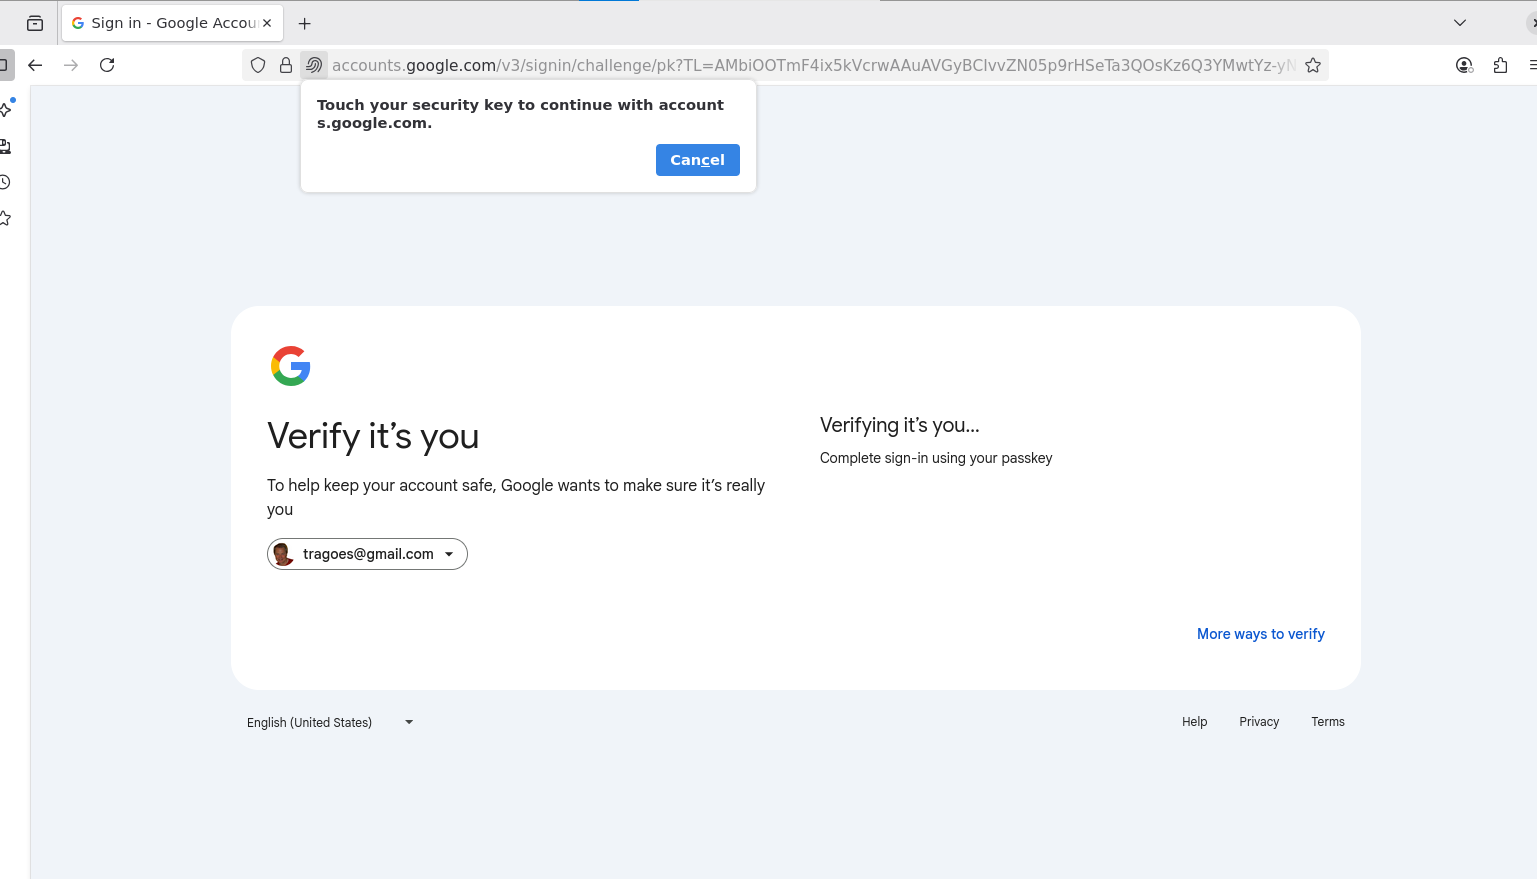 Sign in - Google Accou
accounts.google.com/v3/signin/challenge/pk?TL=AMbiOOTmF4ix5kVcrwAAuAVGyBCIvvZN05p9rHSeTa3QOsKz6Q3YMwtYz-yN
Touch your security key to continue with account
s.google.com.
Cancel
Verify it’s you
To help keep your account safe, Google wants to make sure it’s really
you
tragoes@gmail.com
Verifying it’s you...
Complete sign-in using your passkey
More ways to verify
English (United States)
Help Privacy Terms